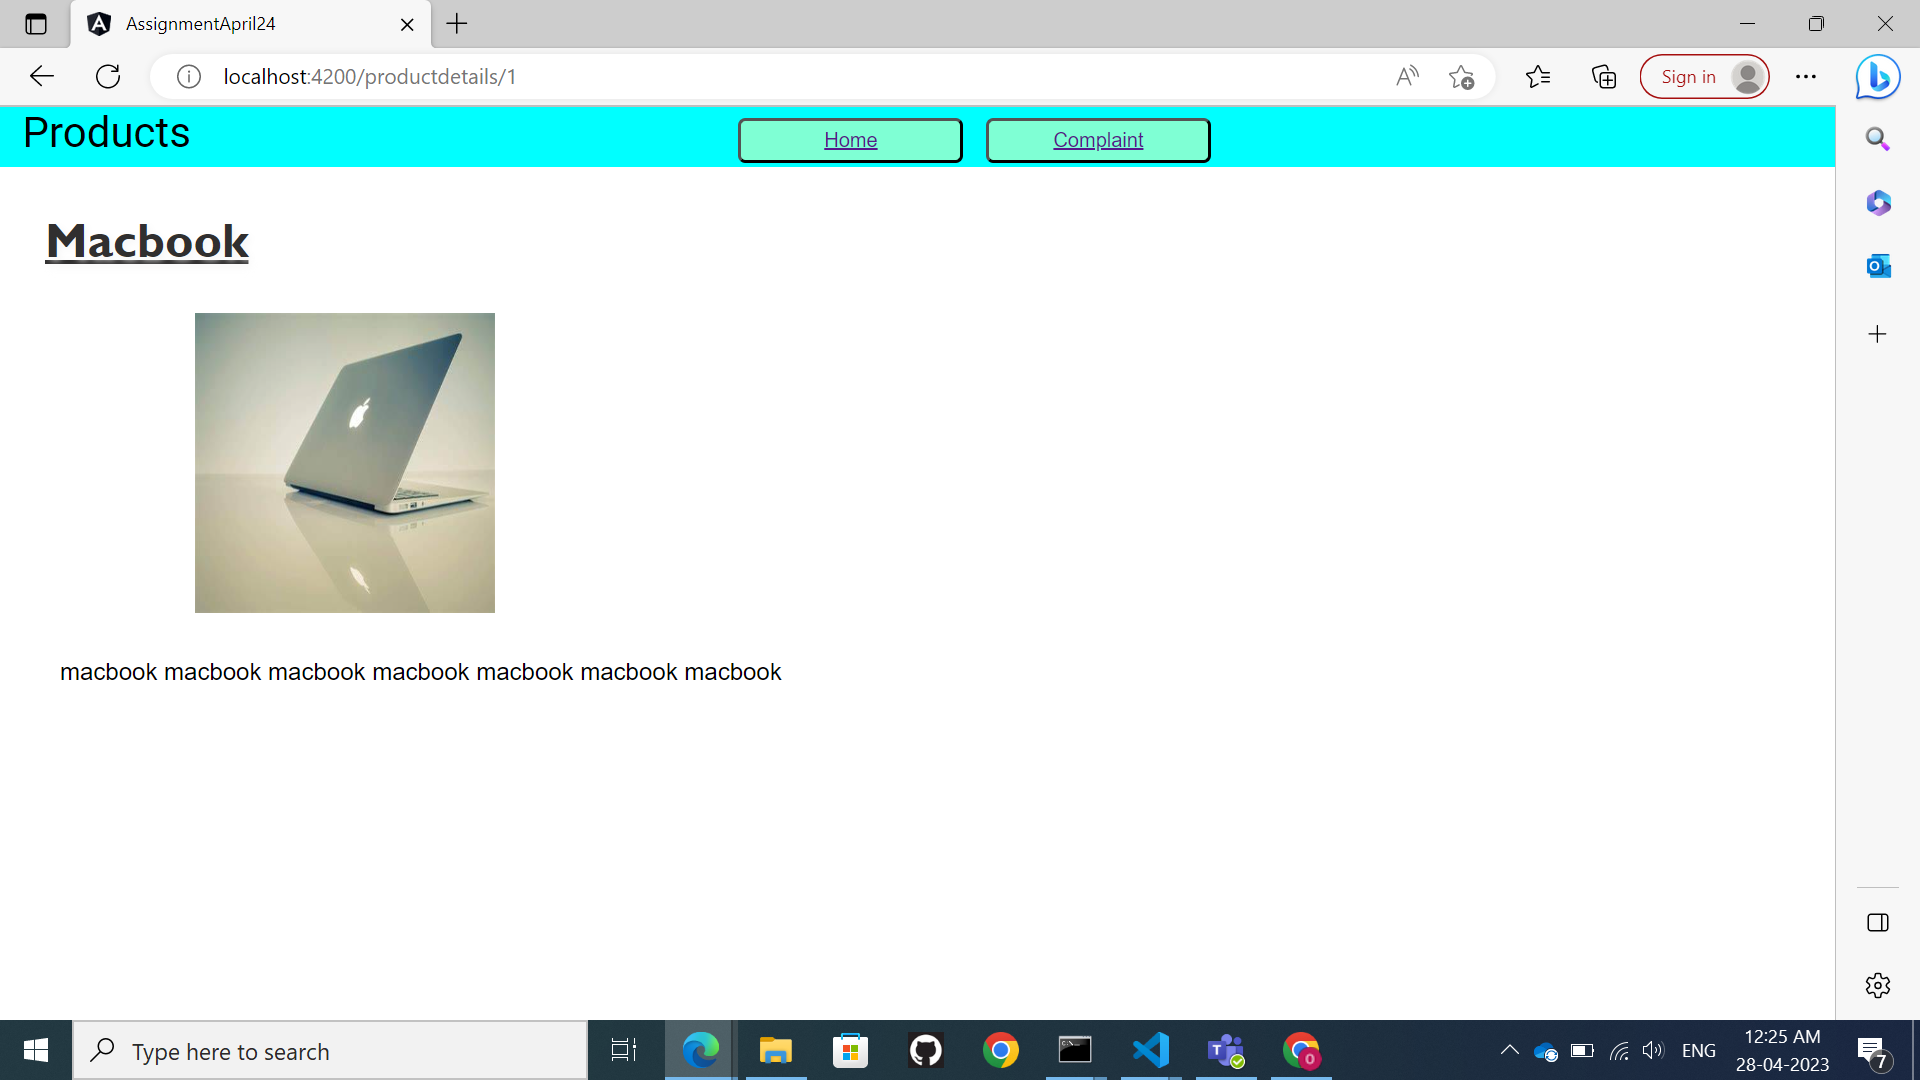 AssignmentApril24
localhost:4200/productdetails/1
Sign in
Products
Home
Complaint
Macbook
macbook macbook macbook macbook macbook macbook macbook
Type here to search
ENG
12:25 AM
28-04-2023
7